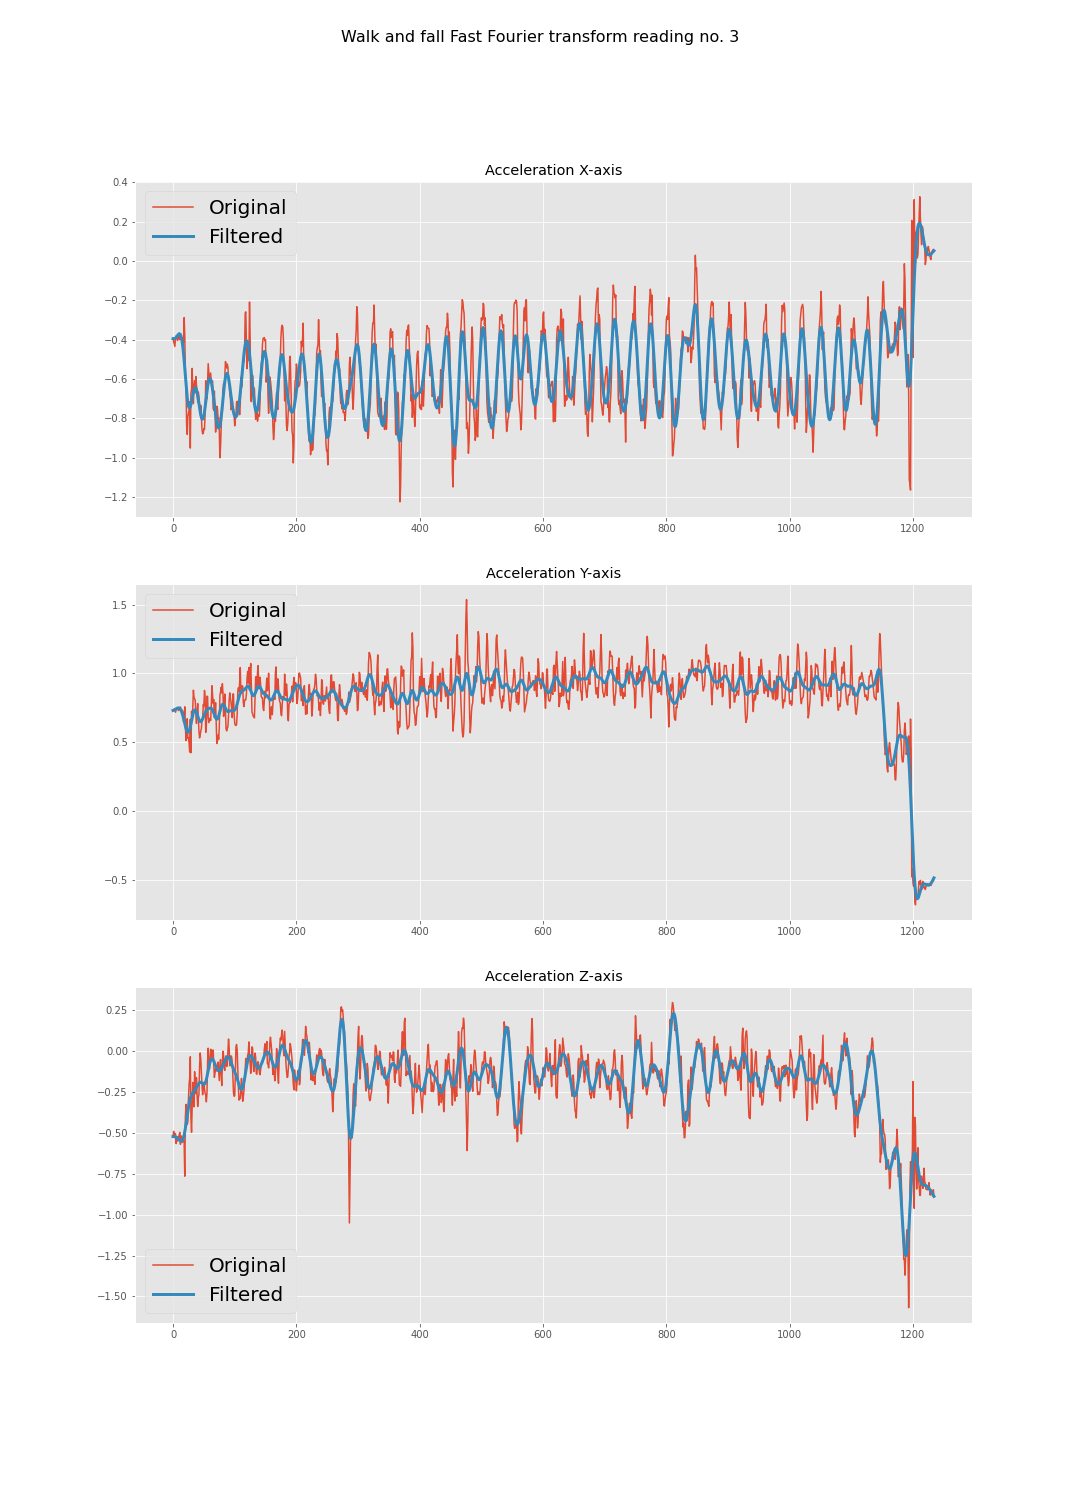 Walk and fall Fast Fourier transform reading no. 3
Acceleration X-axis
Original
Filtered
0.4
0.2
0.0
−0.2
−0.4
−0.6
−0.8
−1.0
−1.2
0 200 400 600 800 1000 1200
Acceleration Y-axis
Original
Filtered
1.5
1.0
0.5
0.0
−0.5
0 200 400 600 800 1000 1200
Acceleration Z-axis
0.25
0.00
−0.25
−0.50
−0.75
−1.00
−1.25
−1.50
Original
Filtered
0 200 400 600 800 1000 1200